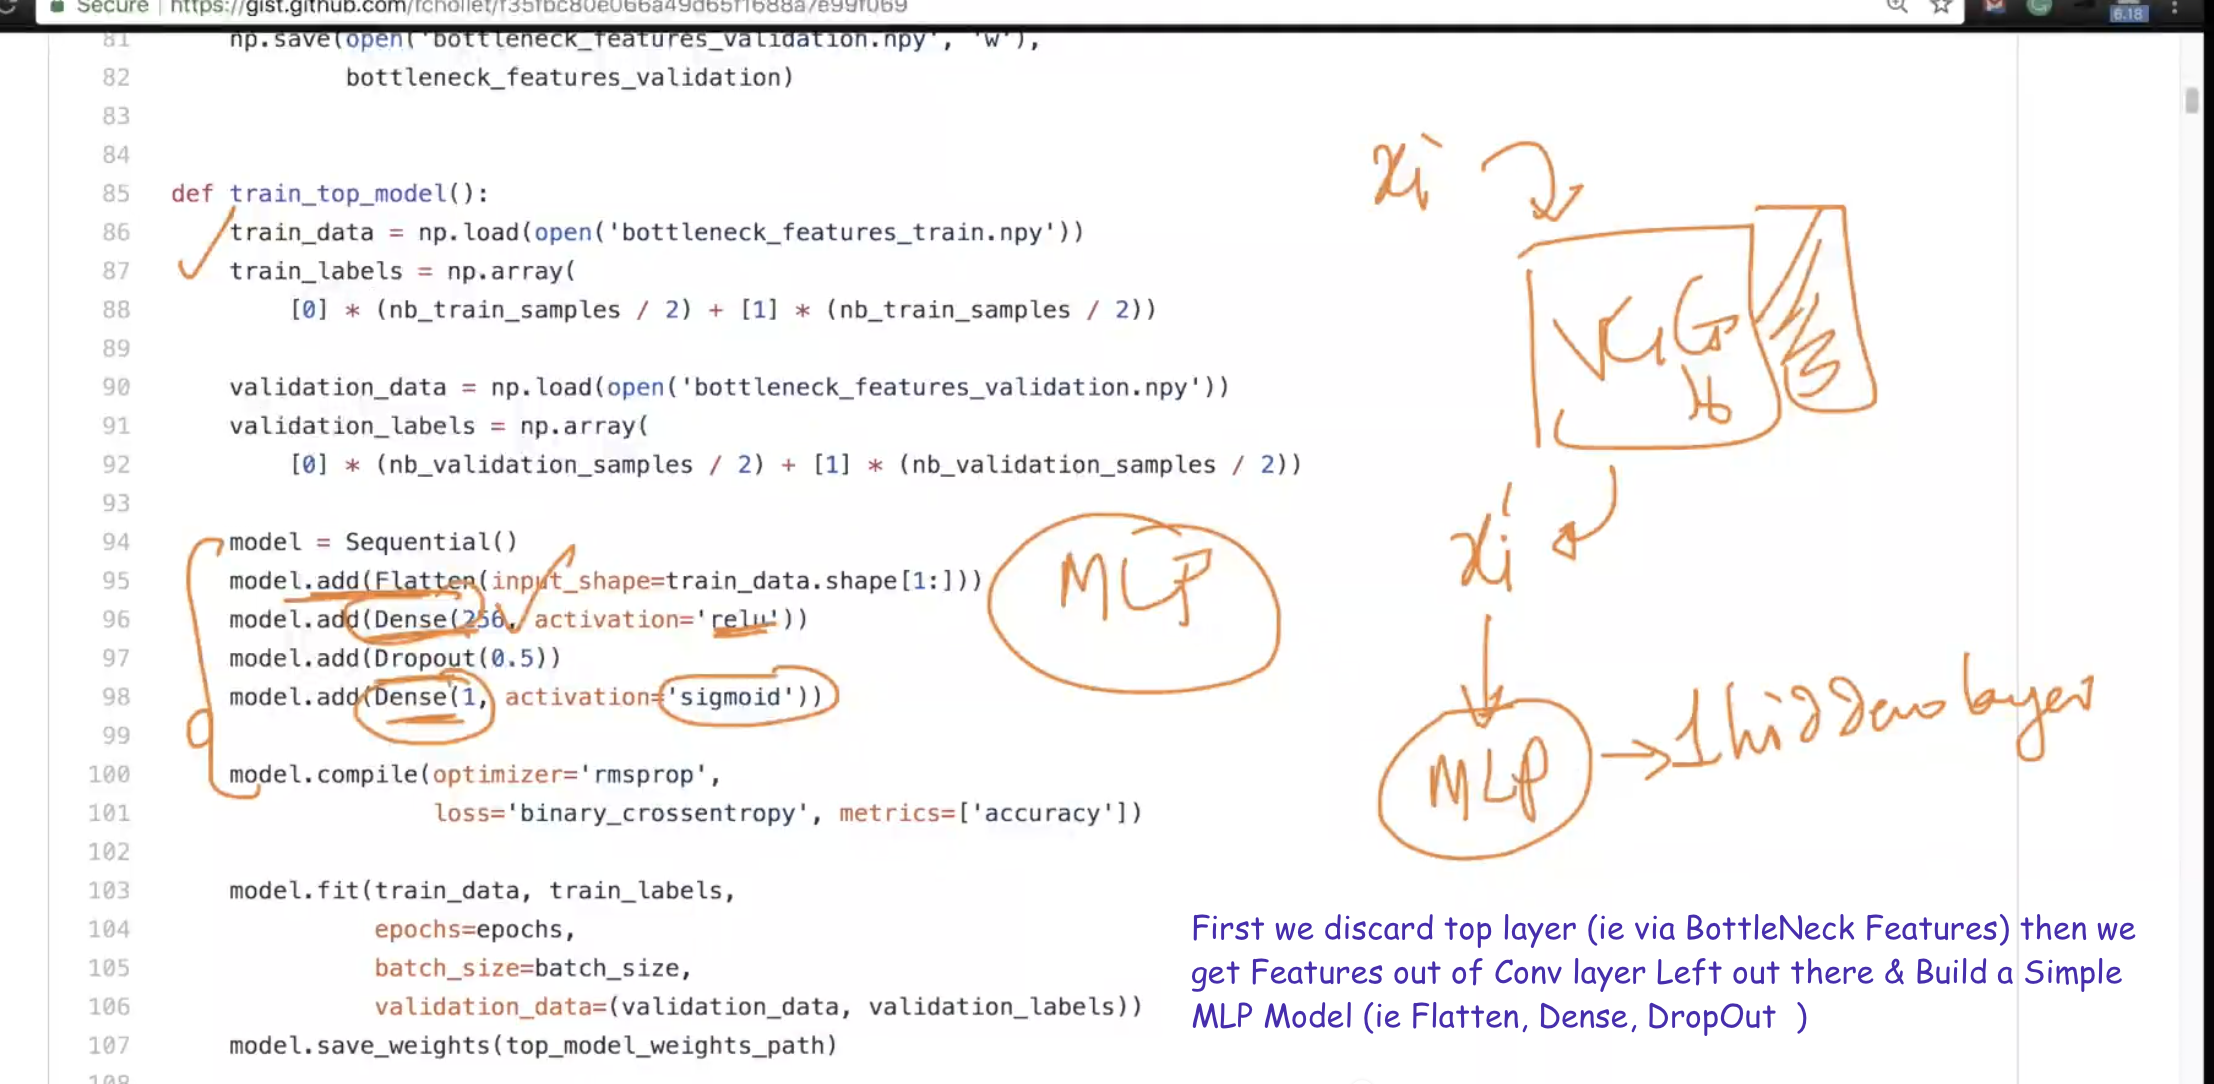 Secure https://gist.github.com/fchollet/f35fbc80e066a49d65f1688a7e99f069
6.18
81 np.save(open('bottleneck_features_validation.npy', 'w'),
82 bottleneck_features_validation)
83
84
85 def train_top_model():
86 train_data = np.load(open('bottleneck_features_train.npy'))
87 train_labels = np.array(
88 [0] * (nb_train_samples / 2) + [1] * (nb_train_samples / 2))
89
90 validation_data = np.load(open('bottleneck_features_validation.npy'))
91 validation_labels = np.array(
92 [0] * (nb_validation_samples / 2) + [1] * (nb_validation_samples / 2))
93
94 model = Sequential()
95 model.add(Flatten(input_shape=train_data.shape[1:]))
96 model.add(Dense(256, activation='relu'))
97 model.add(Dropout(0.5))
98 model.add(Dense(1, activation='sigmoid'))
99
100 model.compile(optimizer='rmsprop',
101 loss='binary_crossentropy', metrics=['accuracy'])
102
103 model.fit(train_data, train_labels,
104 epochs=epochs,
105 batch_size=batch_size,
106 validation_data=(validation_data, validation_labels))
107 model.save_weights(top_model_weights_path)
108
xi
VGG
16
xi'
MLP
MLP → 1 hidden layer
First we discard top layer (ie via BottleNeck Features) then we
get Features out of Conv layer Left out there & Build a Simple
MLP Model (ie Flatten, Dense, DropOut )